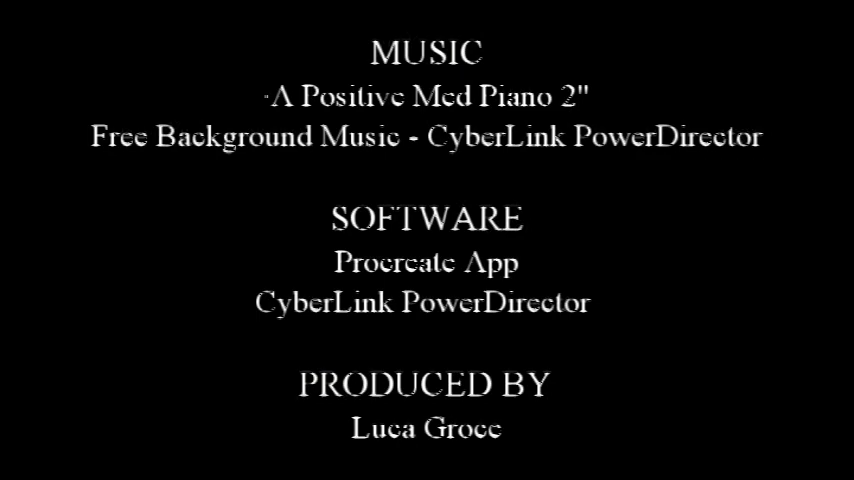 MUSIC
"A Positive Med Piano 2"
Free Background Music - CyberLink PowerDirector
SOFTWARE
Procreate App
CyberLink PowerDirector
PRODUCED BY
Luca Groce